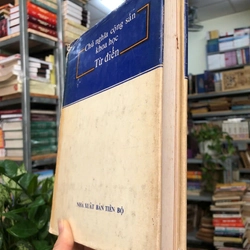 Chủ nghĩa cộng sản
khoa học
Từ điển
NHÀ XUẤT BẢN TIẾN BỘ